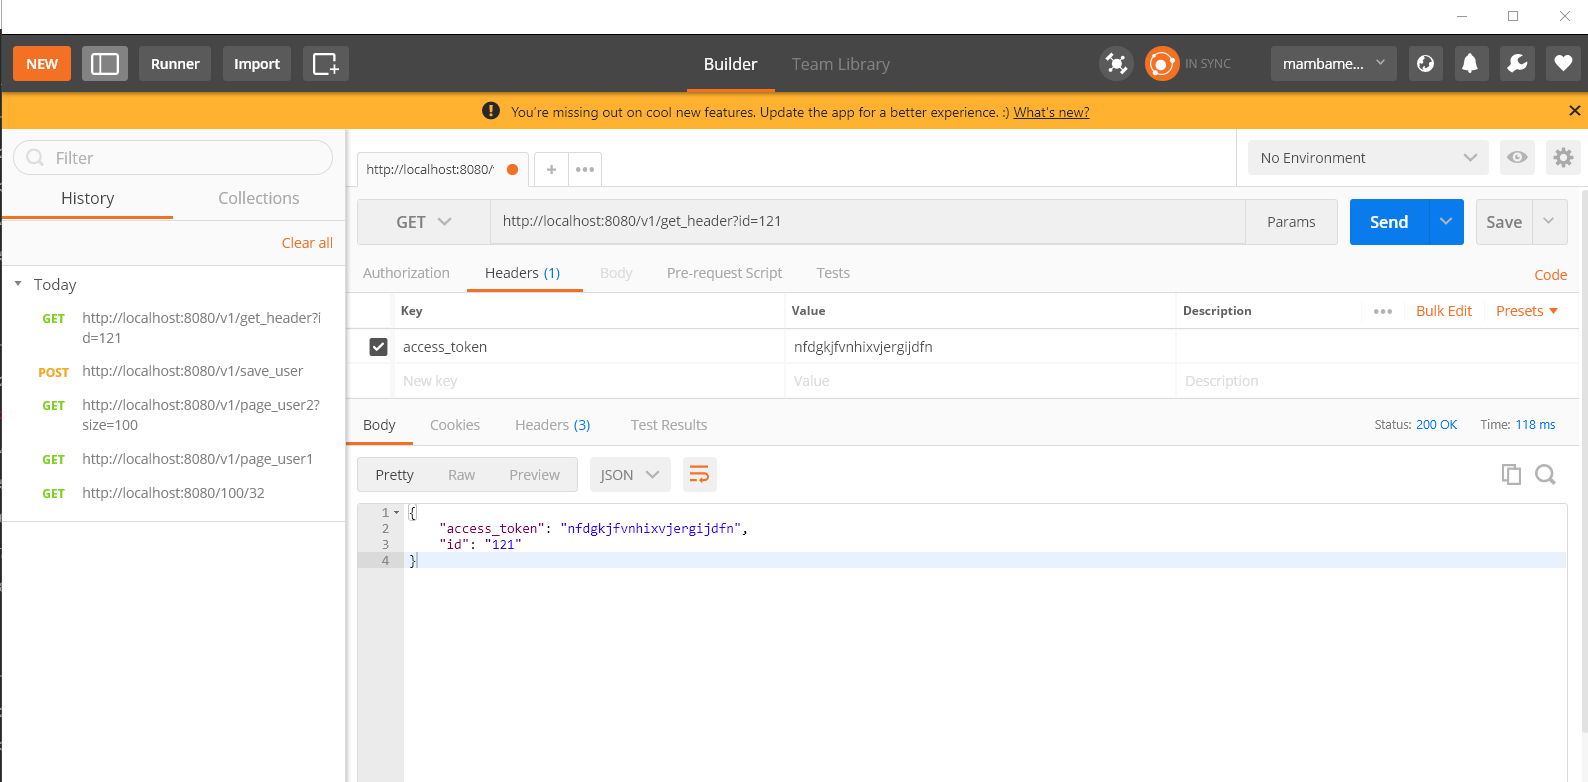 NEW Runner Import Builder Team Library IN SYNC mambame...
You're missing out on cool new features. Update the app for a better experience. :) What's new?
Filter
History Collections
Clear all
Today
GET http://localhost:8080/v1/get_header?i
d=121
POST http://localhost:8080/v1/save_user
GET http://localhost:8080/v1/page_user2?
size=100
GET http://localhost:8080/v1/page_user1
GET http://localhost:8080/100/32
http://localhost:8080/ No Environment
GET http://localhost:8080/v1/get_header?id=121 Params Send Save
Authorization Headers (1) Body Pre-request Script Tests Code
Key Value Description Bulk Edit Presets
access_token nfdgkjfvnhixvjergijdfn
New key Value Description
Body Cookies Headers (3) Test Results Status: 200 OK Time: 118 ms
Pretty Raw Preview JSON
1 {
2 "access_token": "nfdgkjfvnhixvjergijdfn",
3 "id": "121"
4 }